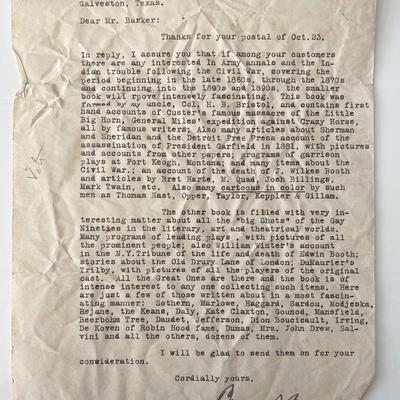 Galveston, Texas.
Dear Mr. Barker:
Thanks for your postal of Oct.23,
In reply, I assure you that if among your customers
there are any interested In Army annals and the In-
dian trouble following the Civil War, covering the
period beginning in the late 1860s, through the 1870s
and continuing into the 1880s and 1890s, the smaller
book will prove intensely fascinating. This book was
formed by my uncle, Col. H. B. Bristol, and contains first
hand accounts of Custer's famous massacre of the Little
Big Horn, General Miles' expedition against Crazy Horse,
all by famous writers; Also many articles about Sherman
and Sheridan and the Detroit Free Press account of the
assassination of President Garfield in 1881, with pictures
and accounts from other papers; programs of garison
plays at Fort Keogh, Montana; and many items about the
Civil War.; an account of the death of J. Wilkes Booth
and articles by Bret Harte, M. Quad, Josh Billings,
Mark Twain, etc. Also many cartoons in color by such
men as Thomas Nast, Opper, Taylor, Koppler & Gillam.
The other book is filled with very in-
teresting matter about all the "big Shots" of the Gay
Nineties in the literary, art and theatrical worlds.
Many programs of leading plays, with pictures of all
the prominent people; also William Winter's account
in the N.Y.Tribune of the life and death of Edwin Booth;
stories about the Old Drury Lane of London; DuMaurier's
Trilby, with pictures of all the players of the original
cast. All the Great Ones are there and the book is of
intense interest to any one collecting such items. Here
are just a few of those written about in a most fascin-
ating manner: Sothern, Marlowe, Haggard, Sardou, Modjeska,
Rejane, the Keans, Daly, Kate Claxton, Gounod, Mansfield,
Beerbohm Tree, Daudet, Jefferson, Dion Boucicault, Irving,
De Koven of Robin Hood fame, Dumas, Mrs. John Drew, Sal-
vini and all the others, dozens of them.
I will be glad to send them on for your
consideration.
Cordially yours,